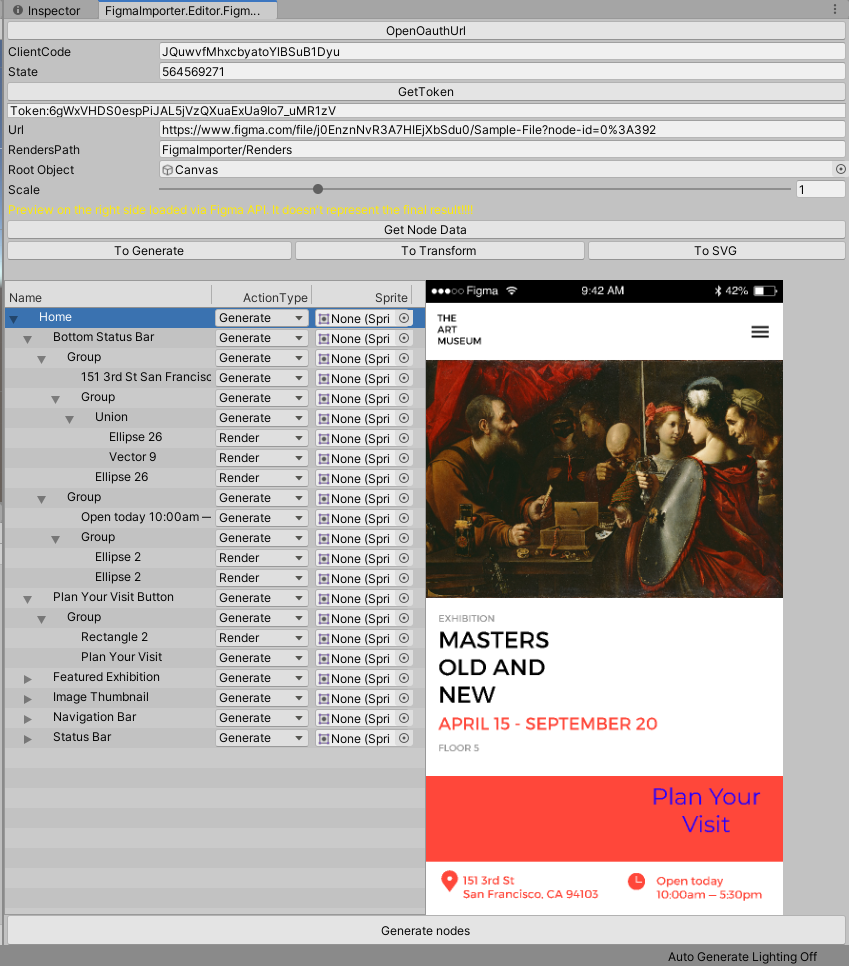 Inspector
FigmaImporter.Editor.Figm...
OpenOauthUrl
ClientCode JQuwvfMhxcbyatoYlBSuB1Dyu
State 564569271
GetToken
Token:6gWxVHDS0espPiJAL5jVzQXuaExUa9lo7_uMR1zV
Url https://www.figma.com/file/j0EnznNvR3A7HIEjXbSdu0/Sample-File?node-id=0%3A392
RendersPath FigmaImporter/Renders
Root Object Canvas
Scale 1
Preview on the right side loaded via Figma API. It doesn't represent the final result!!!!
Get Node Data
To Generate To Transform To SVG
Name ActionType Sprite
Home Generate None (Spri
Bottom Status Bar Generate None (Spri
Group Generate None (Spri
151 3rd St San Francisc Generate None (Spri
Group Generate None (Spri
Union Generate None (Spri
Ellipse 26 Render None (Spri
Vector 9 Render None (Spri
Ellipse 26 Render None (Spri
Group Generate None (Spri
Open today 10:00am — Generate None (Spri
Group Generate None (Spri
Ellipse 2 Render None (Spri
Ellipse 2 Render None (Spri
Plan Your Visit Button Generate None (Spri
Group Generate None (Spri
Rectangle 2 Render None (Spri
Plan Your Visit Generate None (Spri
Featured Exhibition Generate None (Spri
Image Thumbnail Generate None (Spri
Navigation Bar Generate None (Spri
Status Bar Generate None (Spri
Figma 9:42 AM 42%
THE
ART
MUSEUM
EXHIBITION
MASTERS
OLD AND
NEW
APRIL 15 - SEPTEMBER 20
FLOOR 5
Plan Your
Visit
151 3rd St
San Francisco, CA 94103
Open today
10:00am — 5:30pm
Generate nodes
Auto Generate Lighting Off